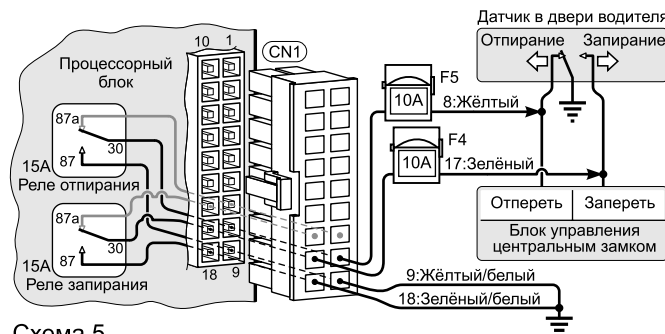 Датчик в двери водителя
Отпирание Запирание
10 1
CN1
Процессорный
блок
F5
10A
8:Жёлтый
87a
30
87
15A
Реле отпирания
F4
10A
17:Зелёный
Отпереть Запереть
Блок управления
центральным замком
87a
30
87
15A
Реле запирания
18 9
9:Жёлтый/белый
18:Зелёный/белый
Схема 5